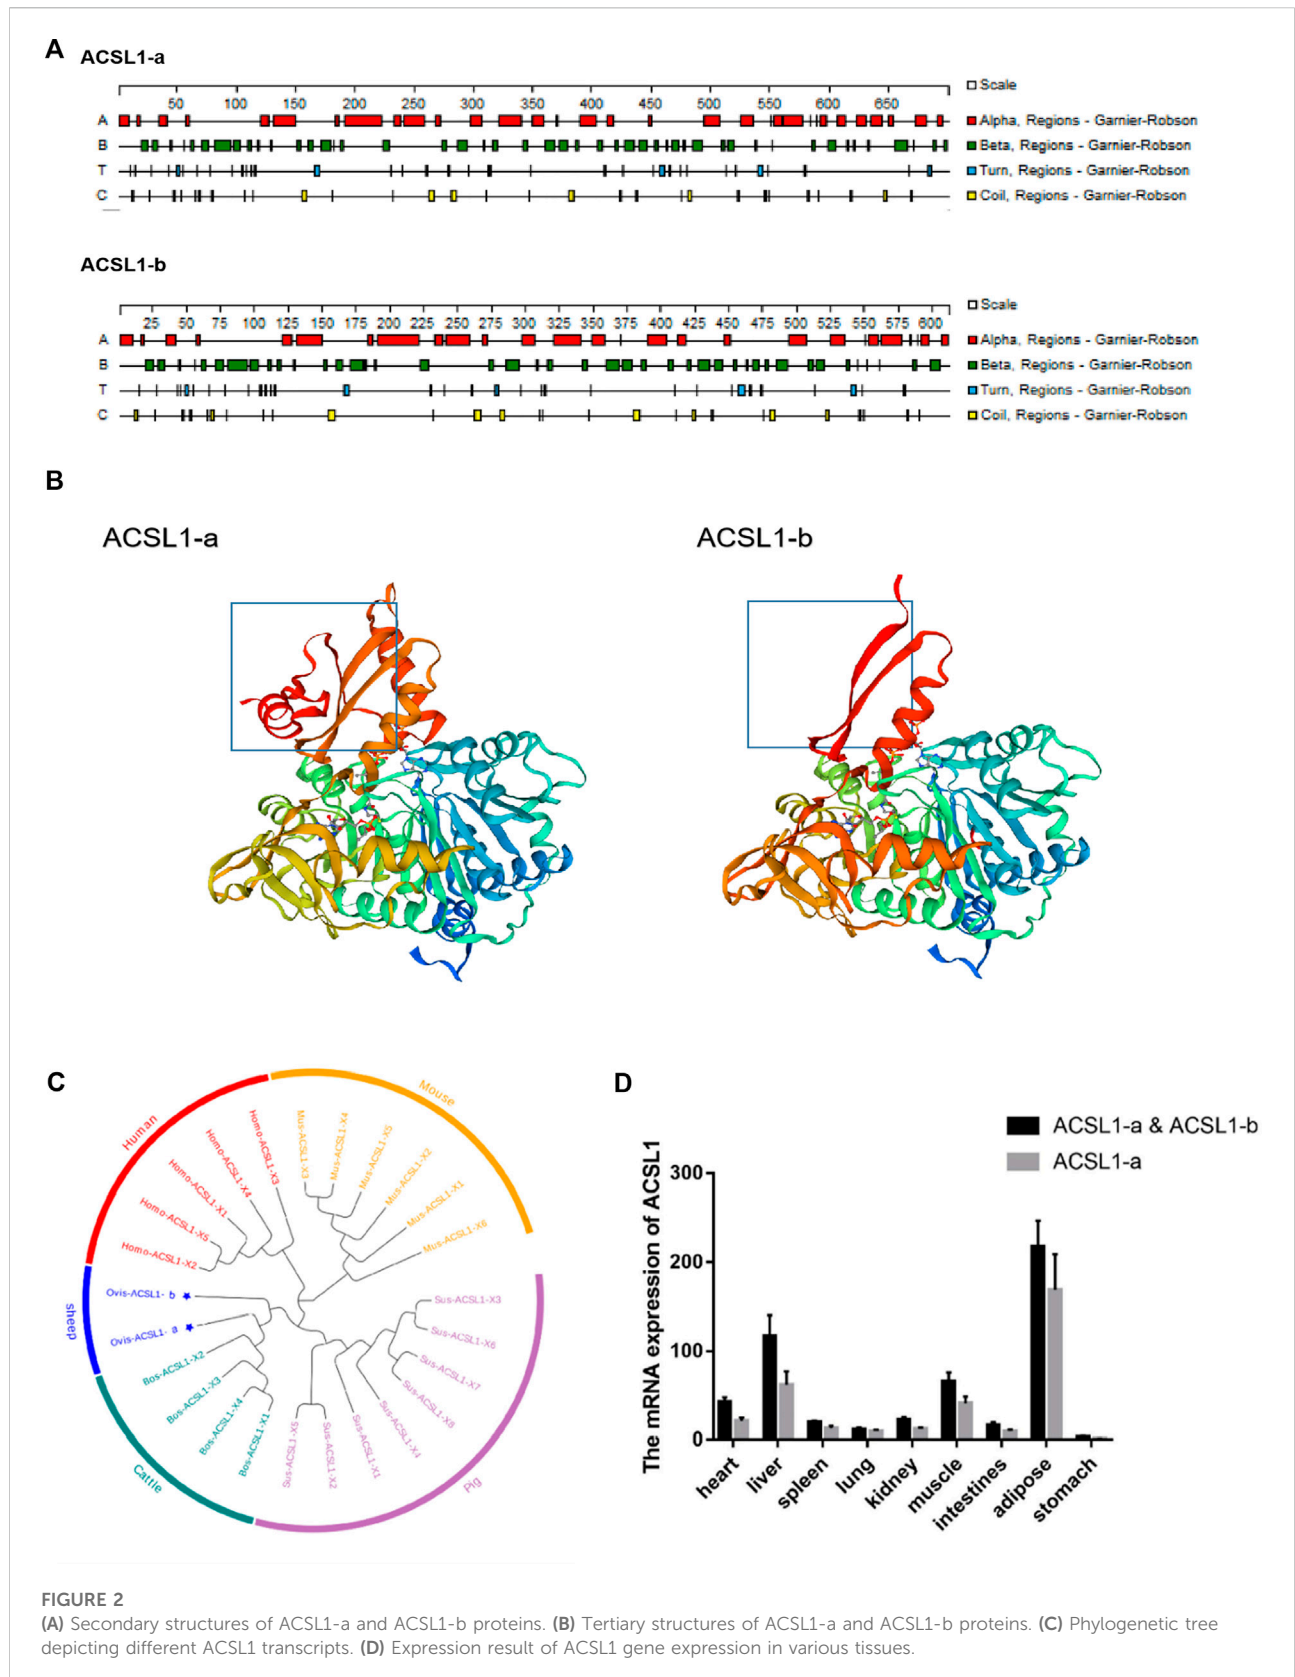 A
ACSL1-a
Scale
50 100 150 200 250 300 350 400 450 500 550 600 650
A Alpha, Regions - Garnier-Robson
B Beta, Regions - Garnier-Robson
T Turn, Regions - Garnier-Robson
C Coil, Regions - Garnier-Robson
ACSL1-b
Scale
25 50 75 100 125 150 175 200 225 250 275 300 325 350 375 400 425 450 475 500 525 550 575 600
A Alpha, Regions - Garnier-Robson
B Beta, Regions - Garnier-Robson
T Turn, Regions - Garnier-Robson
C Coil, Regions - Garnier-Robson
B
ACSL1-a
ACSL1-b
C
Human
Mouse
sheep
Cattle
Pig
Homo-ACSL1-X3
Homo-ACSL1-X4
Homo-ACSL1-X1
Homo-ACSL1-X5
Homo-ACSL1-X2
Mus-ACSL1-X3
Mus-ACSL1-X4
Mus-ACSL1-X5
Mus-ACSL1-X2
Mus-ACSL1-X1
Mus-ACSL1-X6
Ovis-ACSL1- b
Ovis-ACSL1- a
Bos-ACSL1-X2
Bos-ACSL1-X3
Bos-ACSL1-X4
Bos-ACSL1-X1
Sus-ACSL1-X5
Sus-ACSL1-X2
Sus-ACSL1-X1
Sus-ACSL1-X4
Sus-ACSL1-X8
Sus-ACSL1-X7
Sus-ACSL1-X6
Sus-ACSL1-X3
D
ACSL1-a & ACSL1-b
ACSL1-a
The mRNA expression of ACSL1
300
200
100
0
heart
liver
spleen
lung
kidney
muscle
intestines
adipose
stomach
FIGURE 2
(A) Secondary structures of ACSL1-a and ACSL1-b proteins. (B) Tertiary structures of ACSL1-a and ACSL1-b proteins. (C) Phylogenetic tree
depicting different ACSL1 transcripts. (D) Expression result of ACSL1 gene expression in various tissues.